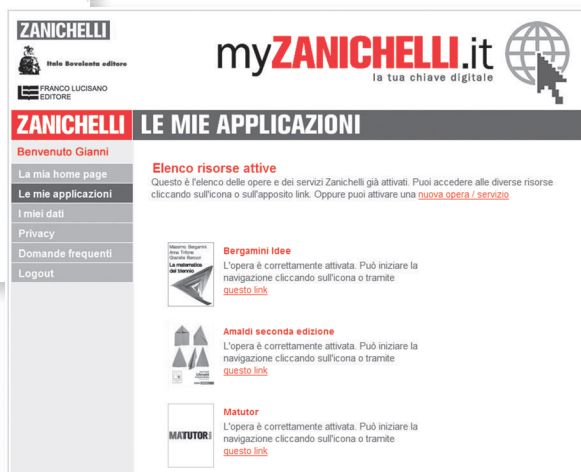 ZANICHELLI
Italo Bovolenta editore
FRANCO LUCISANO
EDITORE
myZANICHELLI.it
la tua chiave digitale
ZANICHELLI
LE MIE APPLICAZIONI
Benvenuto Gianni
La mia home page
Le mie applicazioni
I miei dati
Privacy
Domande frequenti
Logout
Elenco risorse attive
Questo è l'elenco delle opere e dei servizi Zanichelli già attivati. Puoi accedere alle diverse risorse
cliccando sull'icona o sull'apposito link. Oppure puoi attivare una nuova opera / servizio
Massimo Bergamini
Anna Trifone
Graziella Barozzi
La matematica
del biennio
Bergamini Idee
L'opera è correttamente attivata. Può iniziare la
navigazione cliccando sull'icona o tramite
questo link
Amaldi seconda edizione
L'opera è correttamente attivata. Può iniziare la
navigazione cliccando sull'icona o tramite
questo link
MATUTOR
Matutor
L'opera è correttamente attivata. Può iniziare la
navigazione cliccando sull'icona o tramite
questo link